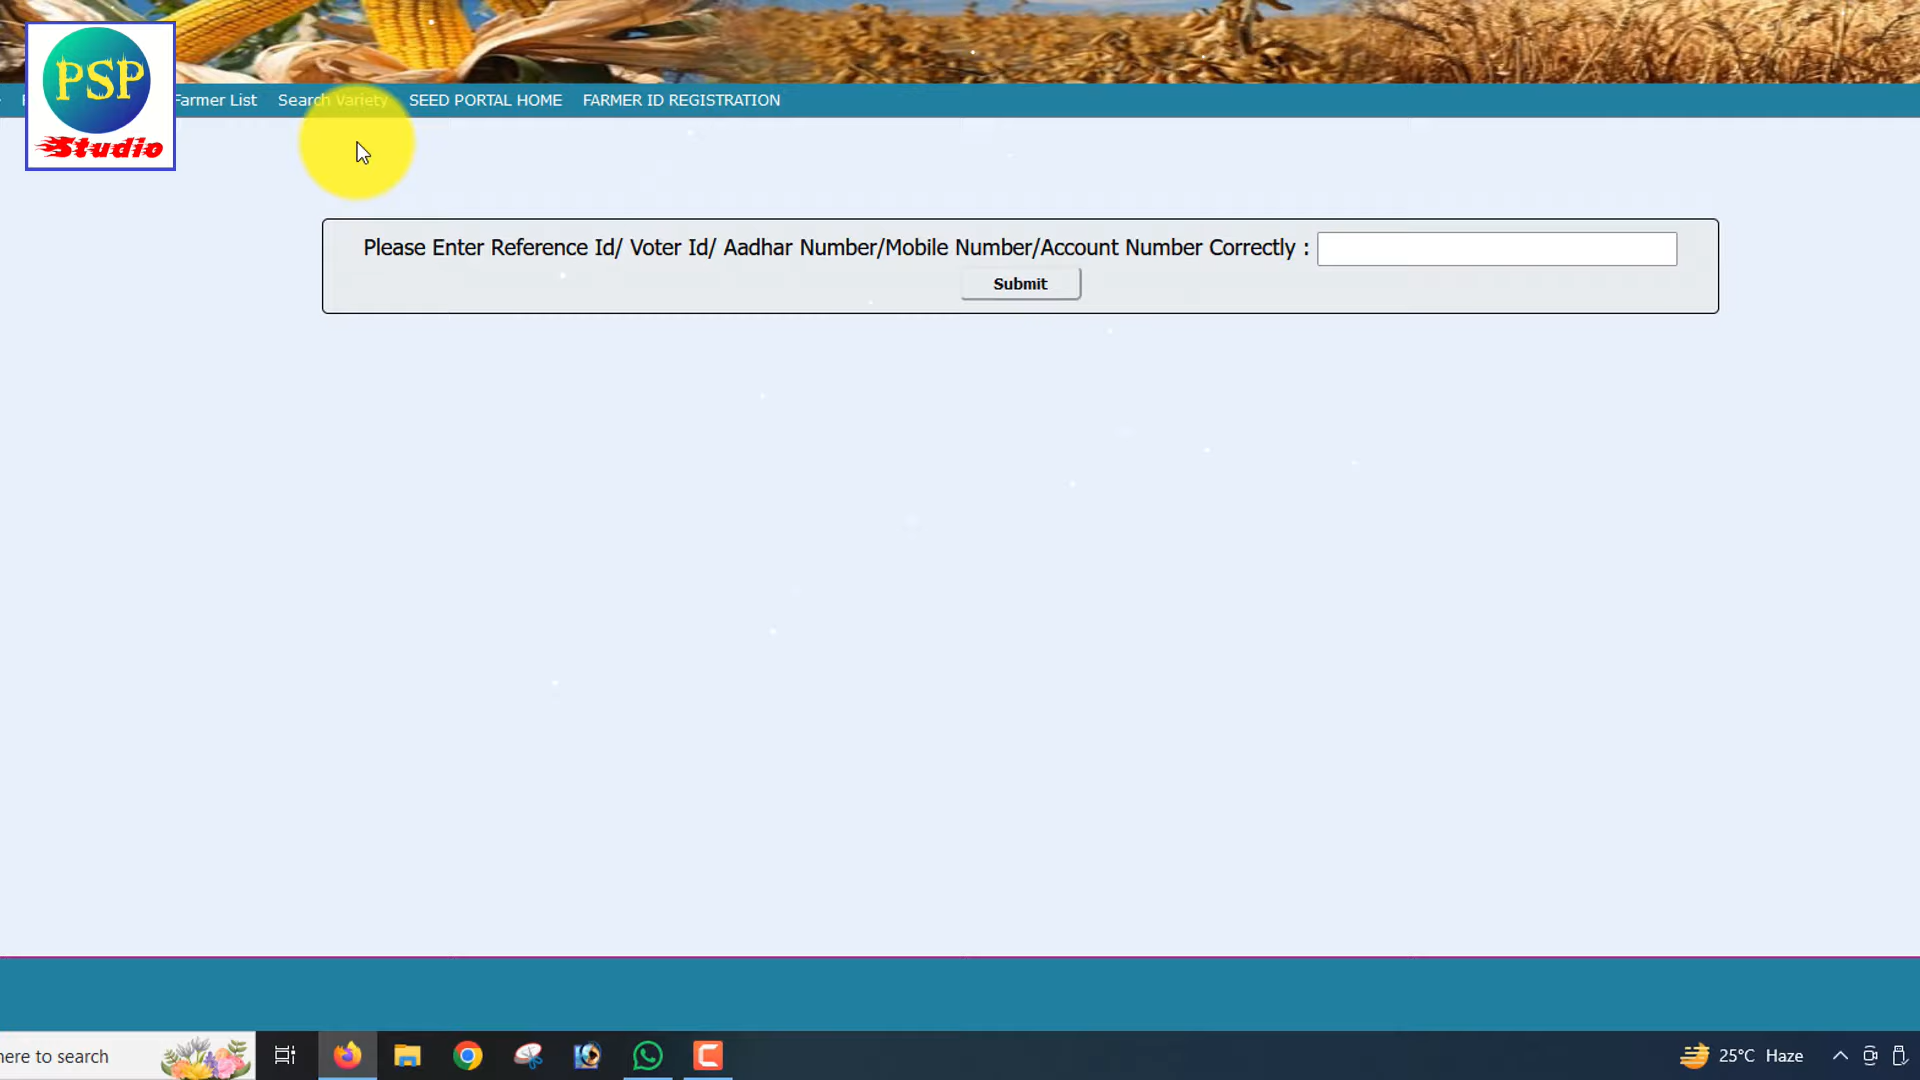 PSP
Studio
Farmer List Search Variety SEED PORTAL HOME FARMER ID REGISTRATION
Please Enter Reference Id/ Voter Id/ Aadhar Number/Mobile Number/Account Number Correctly :
Submit
here to search
25°C Haze